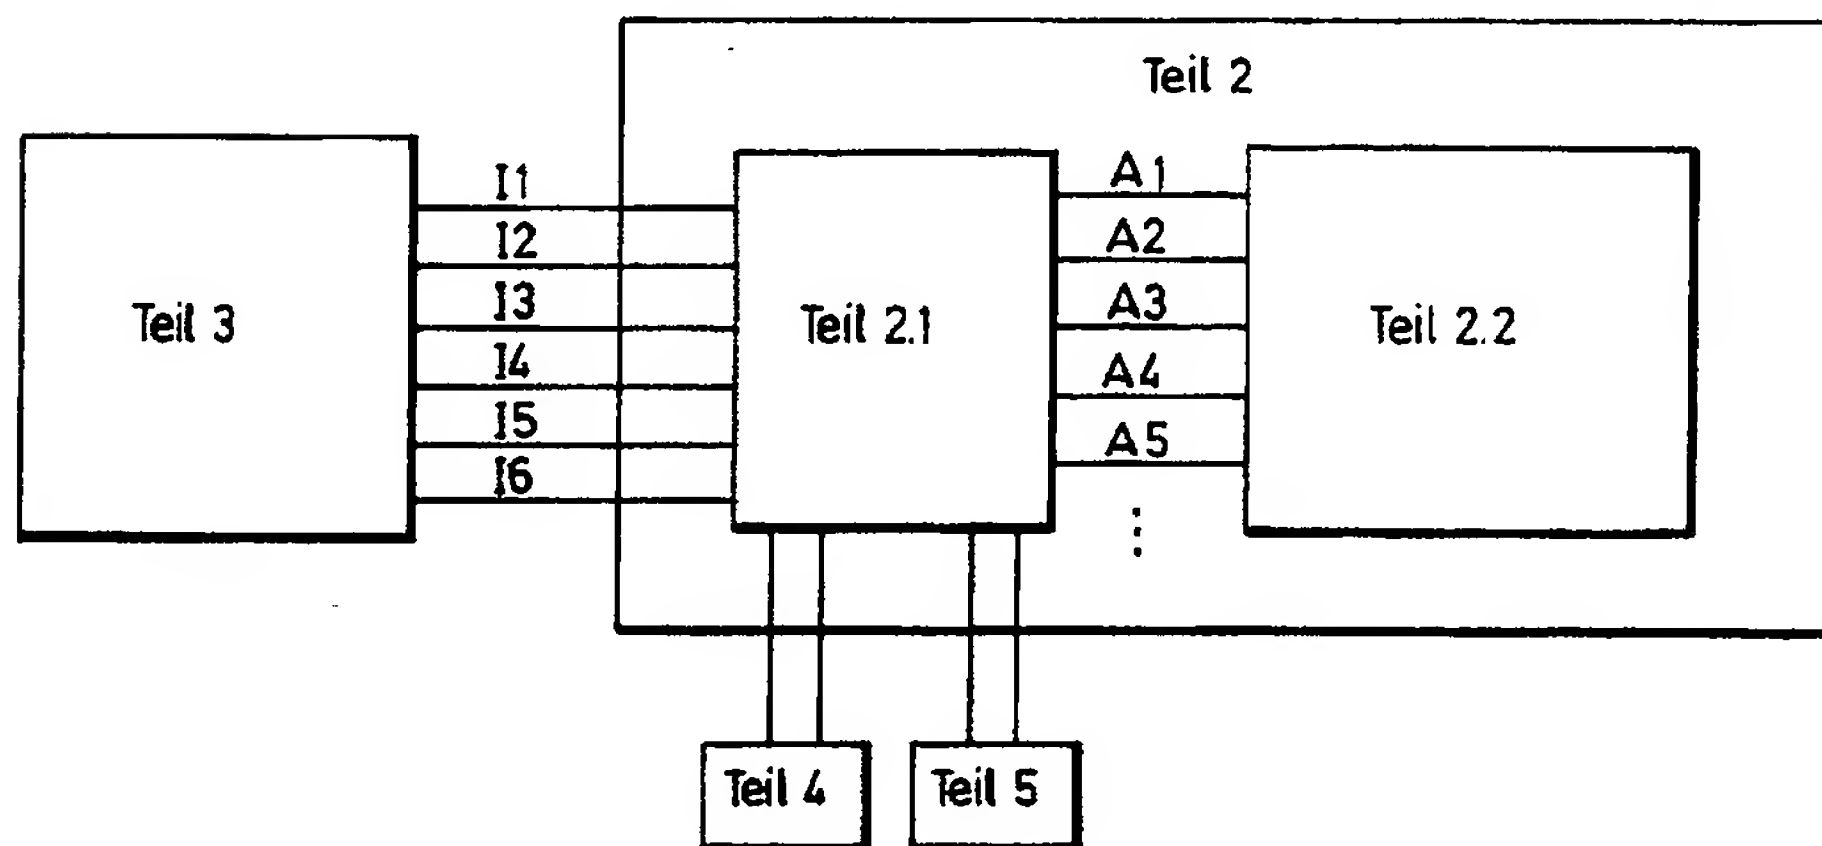 Teil 2
Teil 3
I1
I2
I3
I4
I5
I6
Teil 2.1
A1
A2
A3
A4
A5
⋮
Teil 2.2
Teil 4
Teil 5